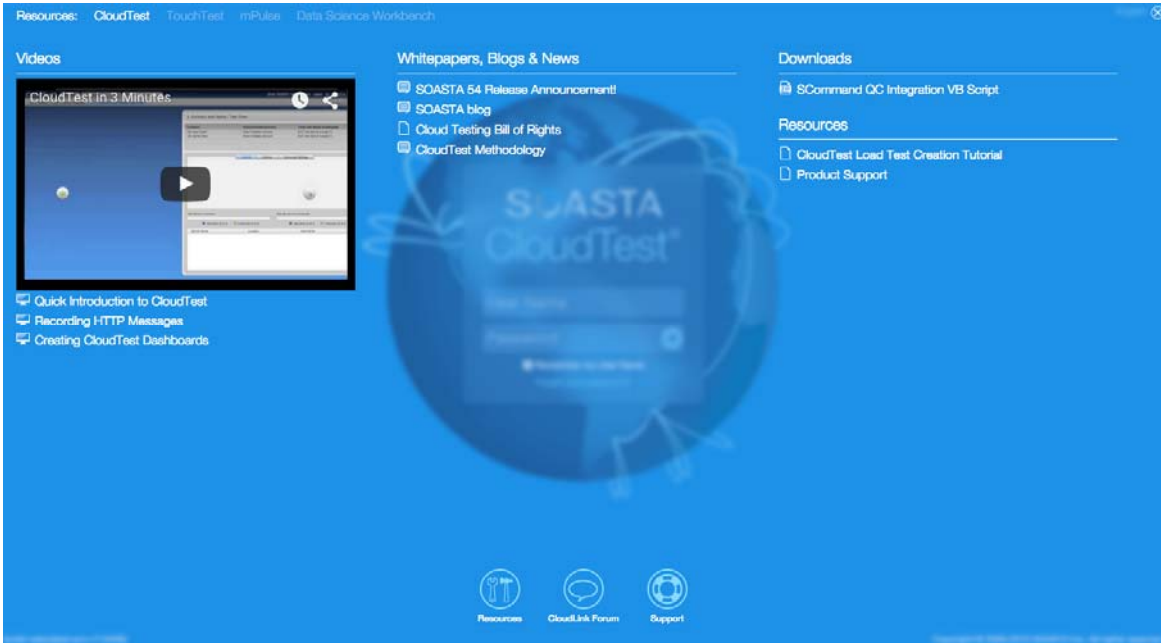 Resources: CloudTest TouchTest mPulse Data Science Workbench
Videos
CloudTest in 3 Minutes
Quick Introduction to CloudTest
Recording HTTP Messages
Creating CloudTest Dashboards
Whitepapers, Blogs & News
SOASTA 54 Release Announcement!
SOASTA blog
Cloud Testing Bill of Rights
CloudTest Methodology
Downloads
SCommand QC Integration VB Script
Resources
CloudTest Load Test Creation Tutorial
Product Support
SOASTA
CloudTest®
User Name
Password
Resources CloudLink Forum Support